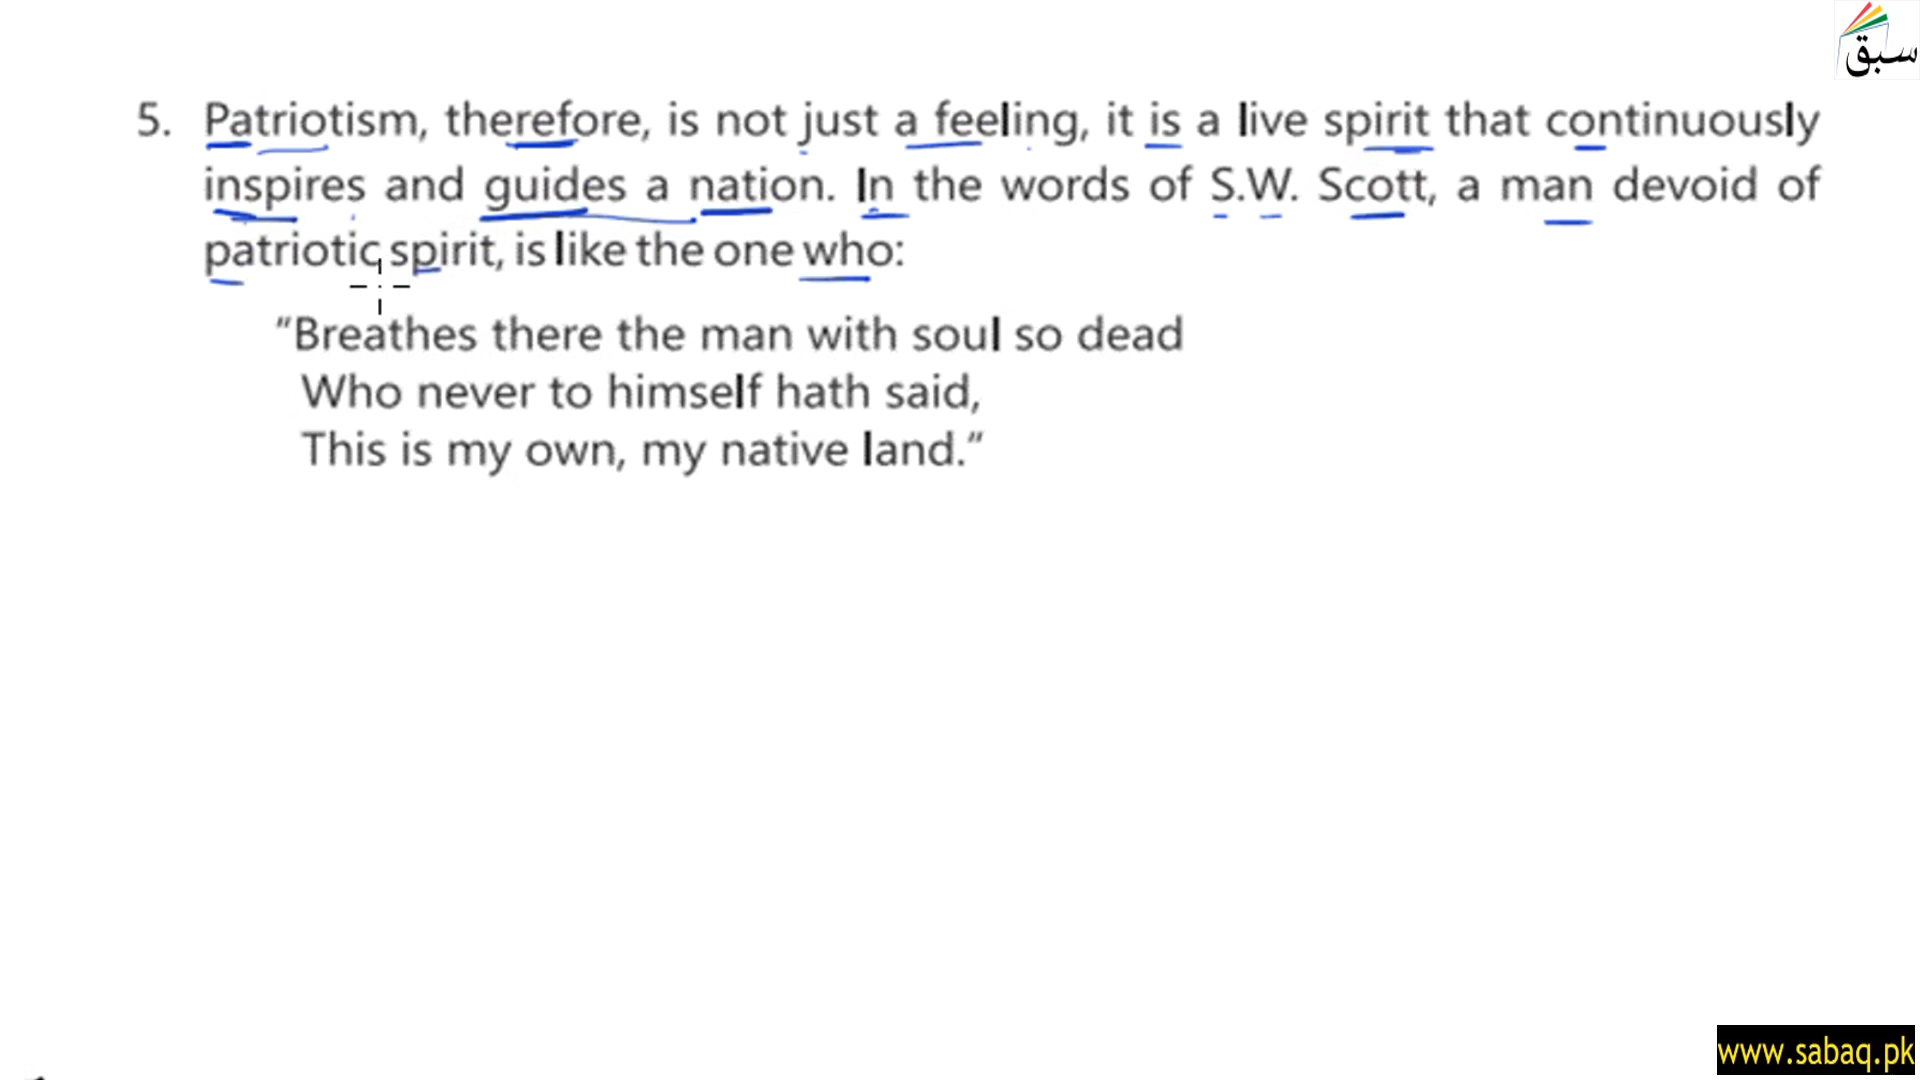 سبق
5. Patriotism, therefore, is not just a feeling, it is a live spirit that continuously
inspires and guides a nation. In the words of S.W. Scott, a man devoid of
patriotic spirit, is like the one who:
"Breathes there the man with soul so dead
Who never to himself hath said,
This is my own, my native land."
www.sabaq.pk